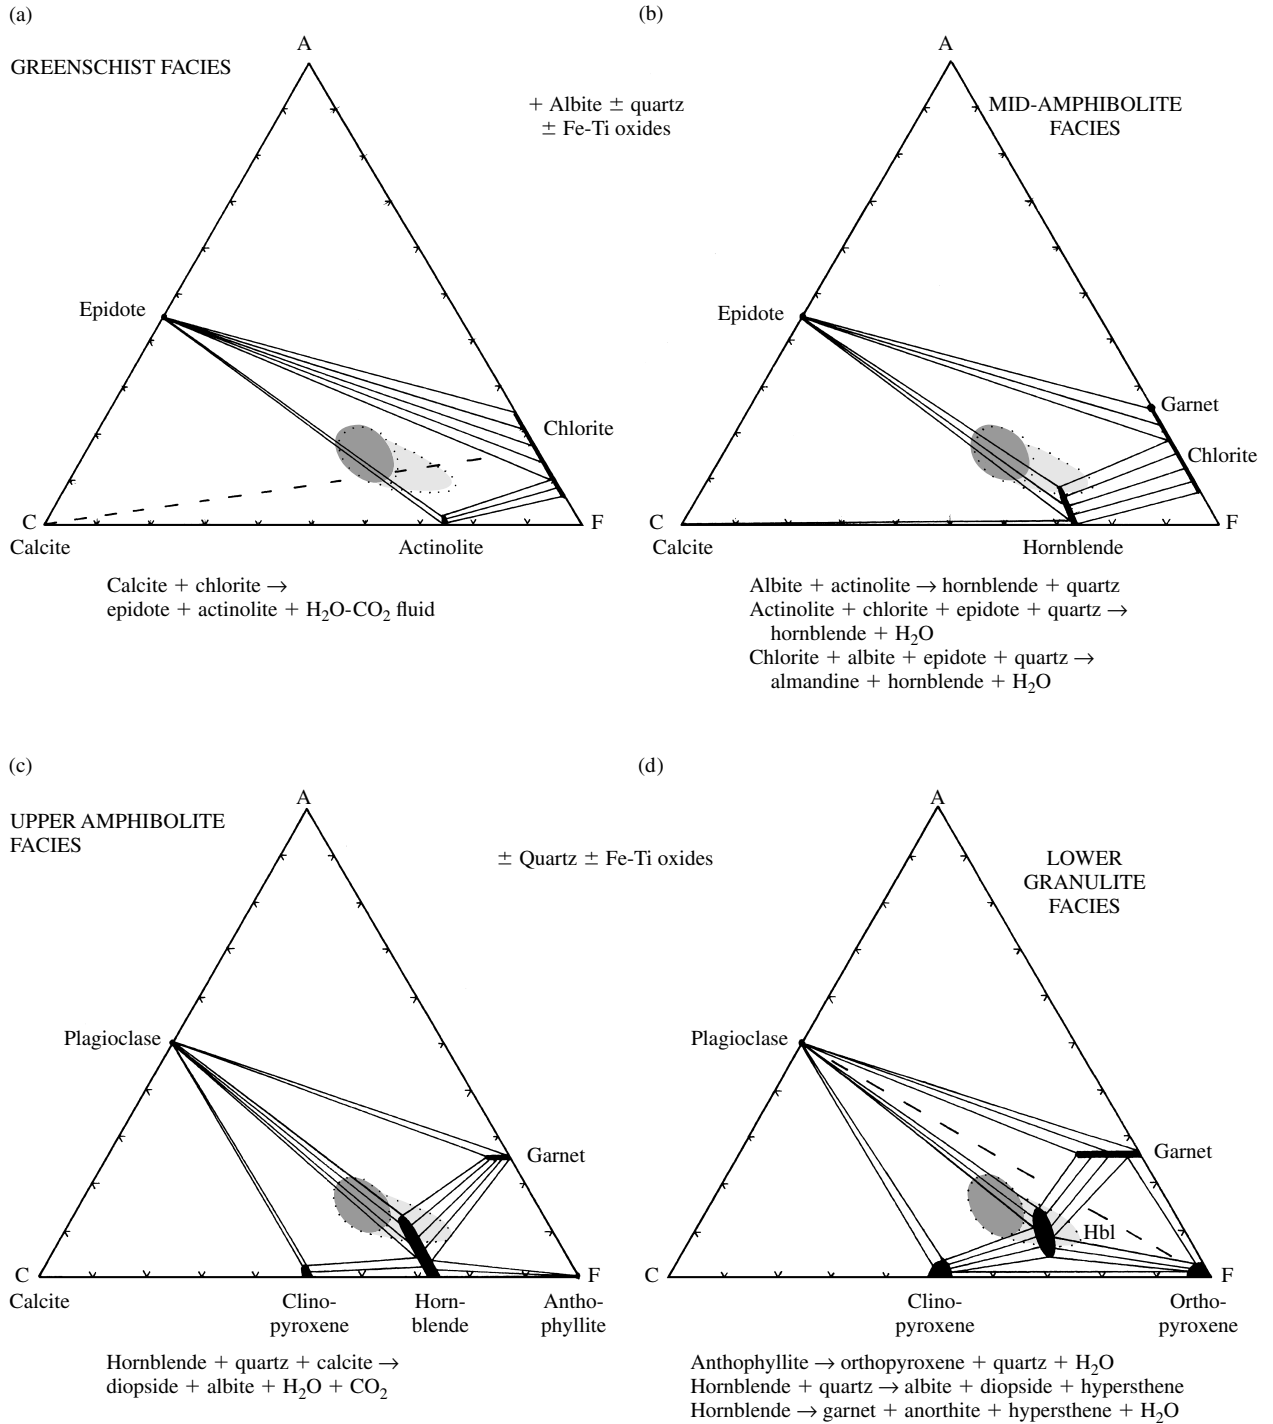 (a)
GREENSCHIST FACIES
A
+ Albite ± quartz
± Fe-Ti oxides
Epidote
Chlorite
C
F
Calcite
Actinolite
Calcite + chlorite →
epidote + actinolite + H₂O-CO₂ fluid
(b)
A
MID-AMPHIBOLITE
FACIES
Epidote
Garnet
Chlorite
C
F
Calcite
Hornblende
Albite + actinolite → hornblende + quartz
Actinolite + chlorite + epidote + quartz →
hornblende + H₂O
Chlorite + albite + epidote + quartz →
almandine + hornblende + H₂O
(c)
UPPER AMPHIBOLITE
FACIES
A
± Quartz ± Fe-Ti oxides
Plagioclase
Garnet
C
F
Calcite
Clino-
pyroxene
Horn-
blende
Antho-
phyllite
Hornblende + quartz + calcite →
diopside + albite + H₂O + CO₂
(d)
A
LOWER
GRANULITE
FACIES
Plagioclase
Garnet
Hbl
C
F
Clino-
pyroxene
Ortho-
pyroxene
Anthophyllite → orthopyroxene + quartz + H₂O
Hornblende + quartz → albite + diopside + hypersthene
Hornblende → garnet + anorthite + hypersthene + H₂O